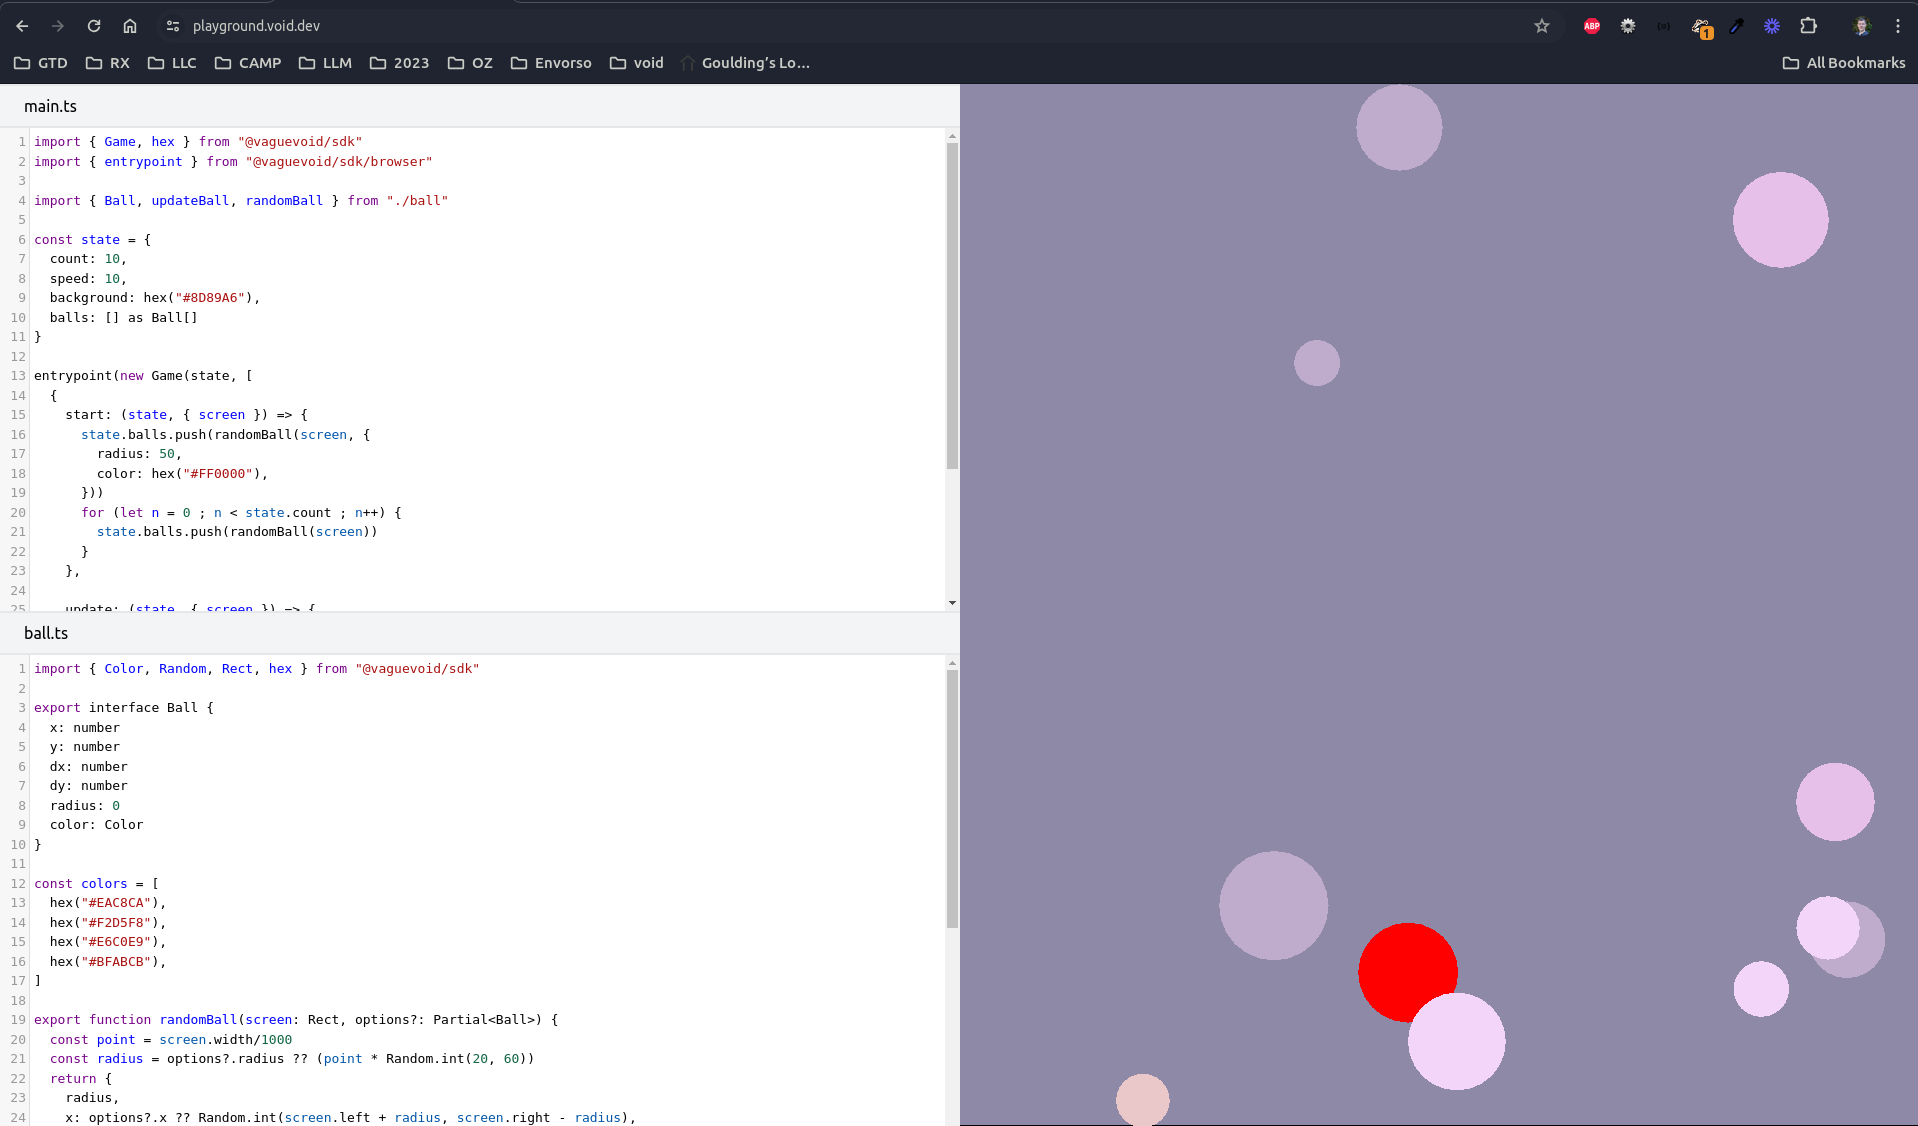 playground.void.dev
ABP
1
GTD RX LLC CAMP LLM 2023 OZ Envorso void Goulding's Lo... All Bookmarks
main.ts
1 import { Game, hex } from "@vaguevoid/sdk"
2 import { entrypoint } from "@vaguevoid/sdk/browser"
3
4 import { Ball, updateBall, randomBall } from "./ball"
5
6 const state = {
7   count: 10,
8   speed: 10,
9   background: hex("#8D89A6"),
10   balls: [] as Ball[]
11 }
12
13 entrypoint(new Game(state, [
14   {
15     start: (state, { screen }) => {
16       state.balls.push(randomBall(screen, {
17         radius: 50,
18         color: hex("#FF0000"),
19       }))
20       for (let n = 0 ; n < state.count ; n++) {
21         state.balls.push(randomBall(screen))
22       }
23     },
24
25     update: (state, { screen }) => {
ball.ts
1 import { Color, Random, Rect, hex } from "@vaguevoid/sdk"
2
3 export interface Ball {
4   x: number
5   y: number
6   dx: number
7   dy: number
8   radius: 0
9   color: Color
10 }
11
12 const colors = [
13   hex("#EAC8CA"),
14   hex("#F2D5F8"),
15   hex("#E6C0E9"),
16   hex("#BFABCB"),
17 ]
18
19 export function randomBall(screen: Rect, options?: Partial<Ball>) {
20   const point = screen.width/1000
21   const radius = options?.radius ?? (point * Random.int(20, 60))
22   return {
23     radius,
24     x: options?.x ?? Random.int(screen.left + radius, screen.right - radius),